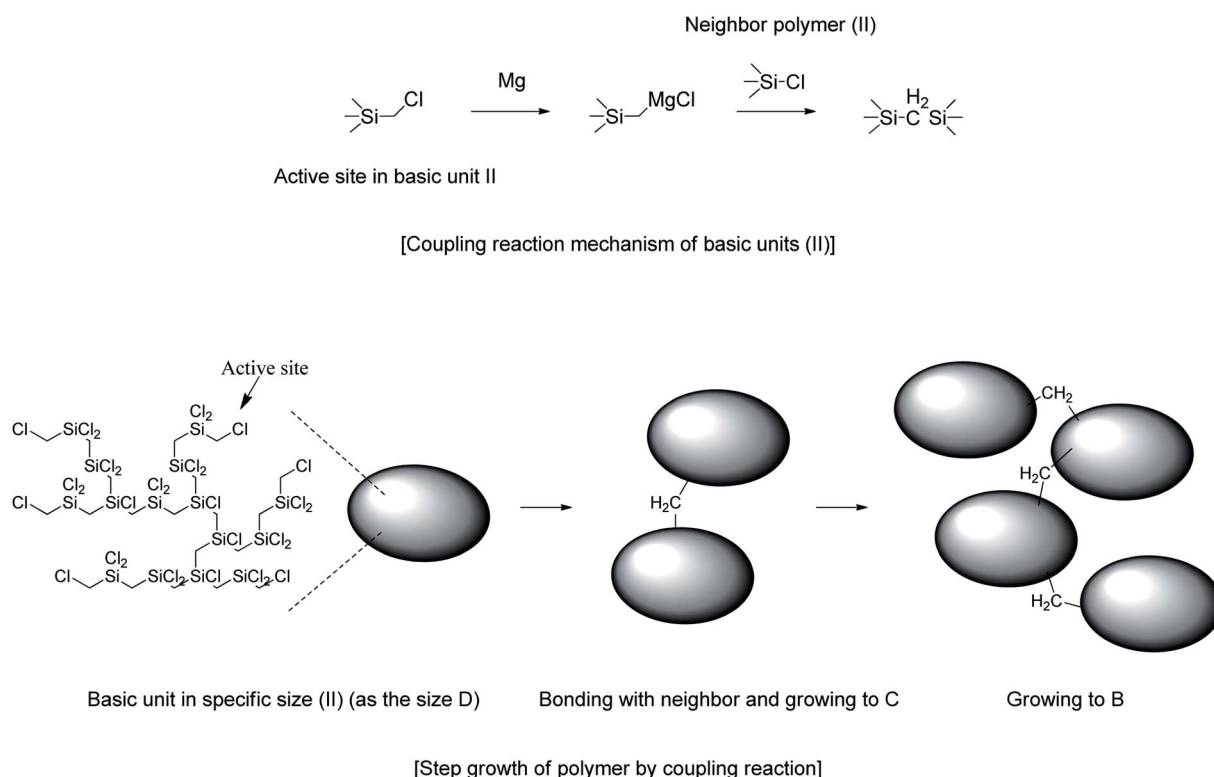 Neighbor polymer (II)
Cl
Mg
Si-Cl
MgCl
H2
Si
Si
Si-C Si
Active site in basic unit II
[Coupling reaction mechanism of basic units (II)]
Active site
Cl2
Cl
SiCl2
Si
Cl
SiCl2
SiCl2
Cl
Cl2
Cl2
Cl
Si
SiCl
Si
SiCl
SiCl2
SiCl
SiCl2
Cl2
Cl
Si
SiCl2
SiCl
SiCl2
Cl
H2C
CH2
H2C
H2C
Basic unit in specific size (II) (as the size D)
Bonding with neighbor and growing to C
Growing to B
[Step growth of polymer by coupling reaction]